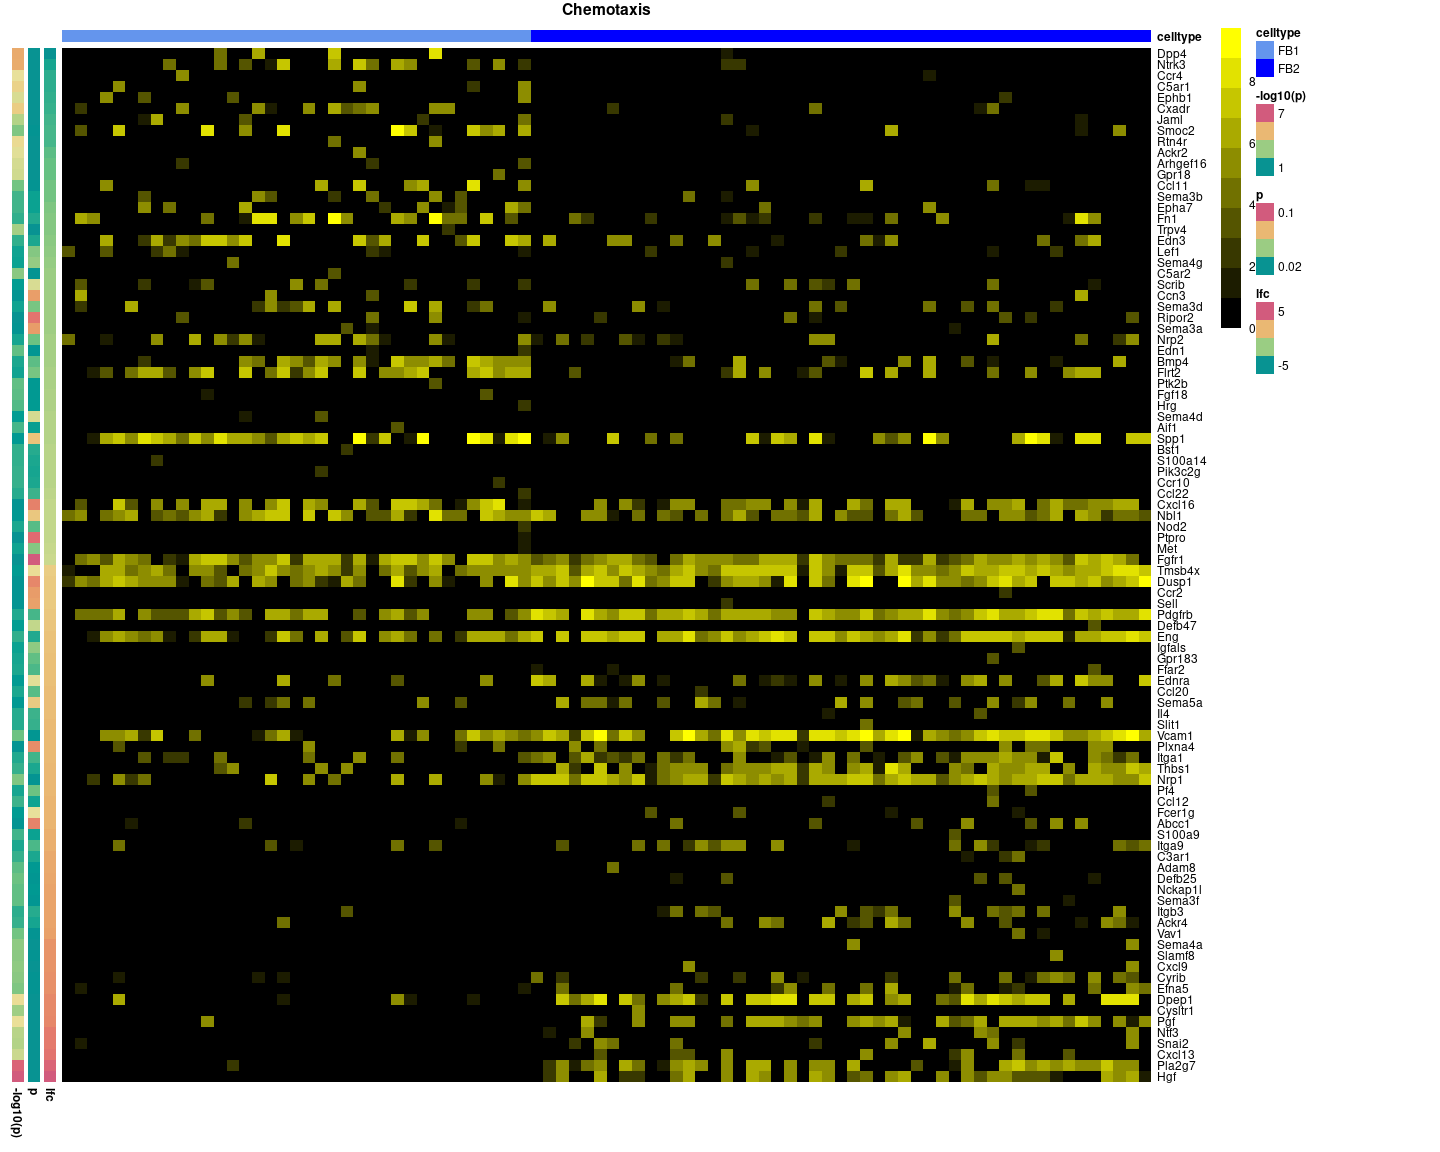 Chemotaxis
celltype
Dpp4
Ntrk3
Ccr4
C5ar1
Ephb1
Cxadr
Jaml
Smoc2
Rtn4r
Ackr2
Arhgef16
Gpr18
Ccl11
Sema3b
Epha7
Fn1
Trpv4
Edn3
Lef1
Sema4g
C5ar2
Scrib
Ccn3
Sema3d
Ripor2
Sema3a
Nrp2
Edn1
Bmp4
Flrt2
Ptk2b
Fgf18
Hrg
Sema4d
Aif1
Spp1
Bst1
S100a14
Pik3c2g
Ccr10
Ccl22
Cxcl16
Nbl1
Nod2
Ptpro
Met
Fgfr1
Tmsb4x
Dusp1
Ccr2
Sell
Pdgfrb
Defb47
Eng
Igfals
Gpr183
Ffar2
Ednra
Ccl20
Sema5a
Il4
Slit1
Vcam1
Plxna4
Itga1
Thbs1
Nrp1
Pf4
Ccl12
Fcer1g
Abcc1
S100a9
Itga9
C3ar1
Adam8
Defb25
Nckap1l
Sema3f
Itgb3
Ackr4
Vav1
Sema4a
Slamf8
Cxcl9
Cyrib
Efna5
Dpep1
Cysltr1
Pgf
Ntf3
Snai2
Cxcl13
Pla2g7
Hgf
8
6
4
2
0
celltype
FB1
FB2
-log10(p)
7
1
p
0.1
0.02
lfc
5
-5
-log10(p)
p
lfc